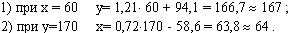 1) при x = 60 y= 1,21· 60 + 94,1 = 166,7 ≈ 167 ;
2) при y=170 x= 0,72·170 - 58,6 = 63,8 ≈ 64 .